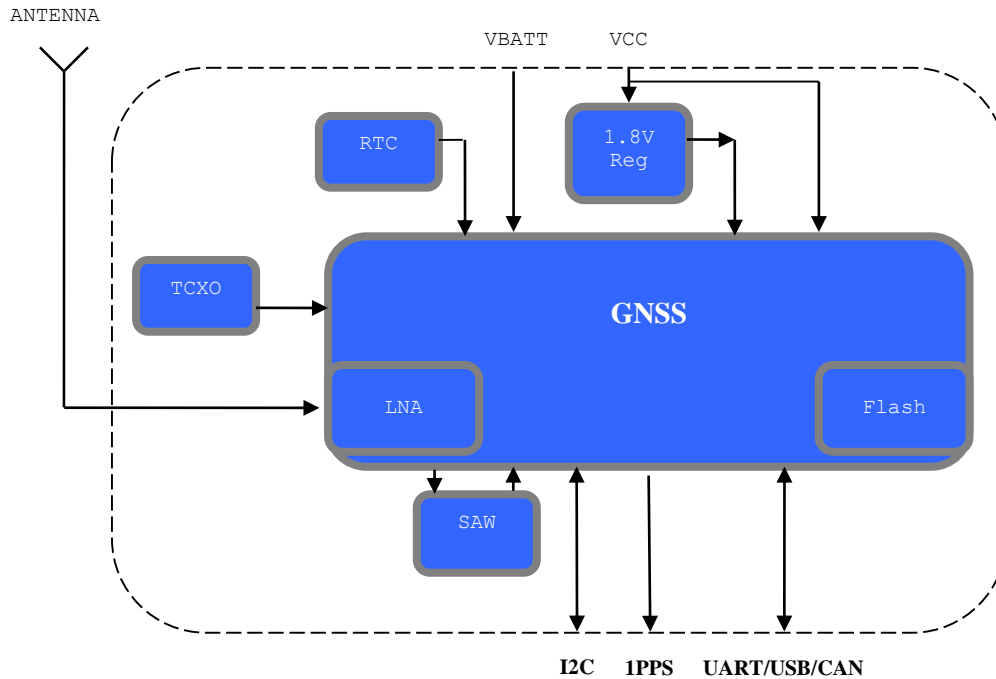 ANTENNA
VBATT
VCC
RTC
1.8V
Reg
TCXO
GNSS
LNA
Flash
SAW
I2C
1PPS
UART/USB/CAN